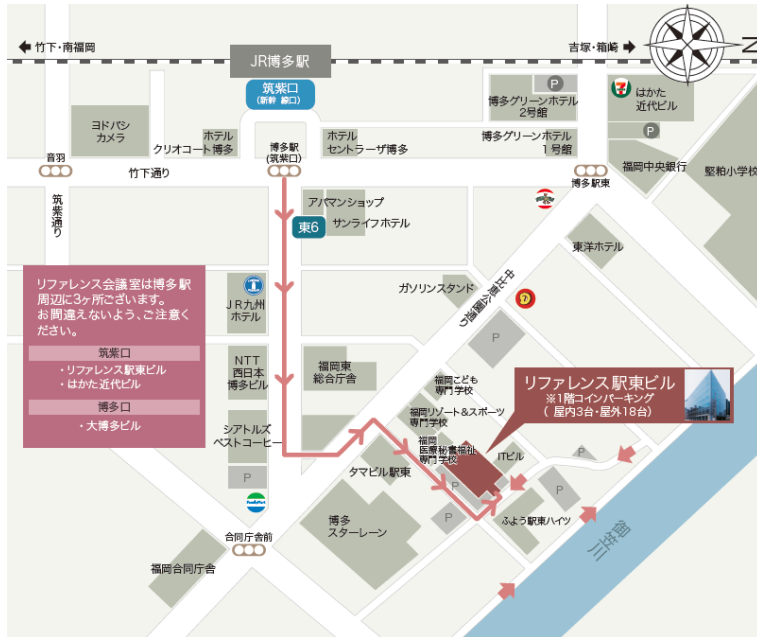 竹下・南福岡
JR博多駅
吉塚・箱崎
N
筑紫口
(新幹線口)
P
博多グリーンホテル
2号館
はかた
近代ビル
ヨドバシ
カメラ
ホテル
クリオコート博多
博多駅
(筑紫口)
ホテル
セントラーザ博多
博多グリーンホテル
1号館
P
音羽
竹下通り
博多駅東
福岡中央銀行
堅粕小学校
筑紫通り
アパマンショップ
サンライフホテル
東6
東洋ホテル
リファレンス会議室は博多駅
周辺に3ヶ所ございます。
お間違えないよう、ご注意く
ださい。
筑紫口
・リファレンス駅東ビル
・はかた近代ビル
博多口
・大博多ビル
JR九州
ホテル
ガソリンスタンド
中比恵公園通り
P
NTT
西日本
博多ビル
福岡東
総合庁舎
福岡こども
専門学校
リファレンス駅東ビル
※1階コインパーキング
( 屋内3台・屋外18台)
福岡リゾート&スポーツ
専門学校
シアトルズ
ベストコーヒー
福岡
医療秘書福祉
専門学校
ITビル
P
タマビル駅東
P
P
P
P
FamilyMart
博多
スターレーン
ふよう駅東ハイツ
御笠川
合同庁舎前
福岡合同庁舎